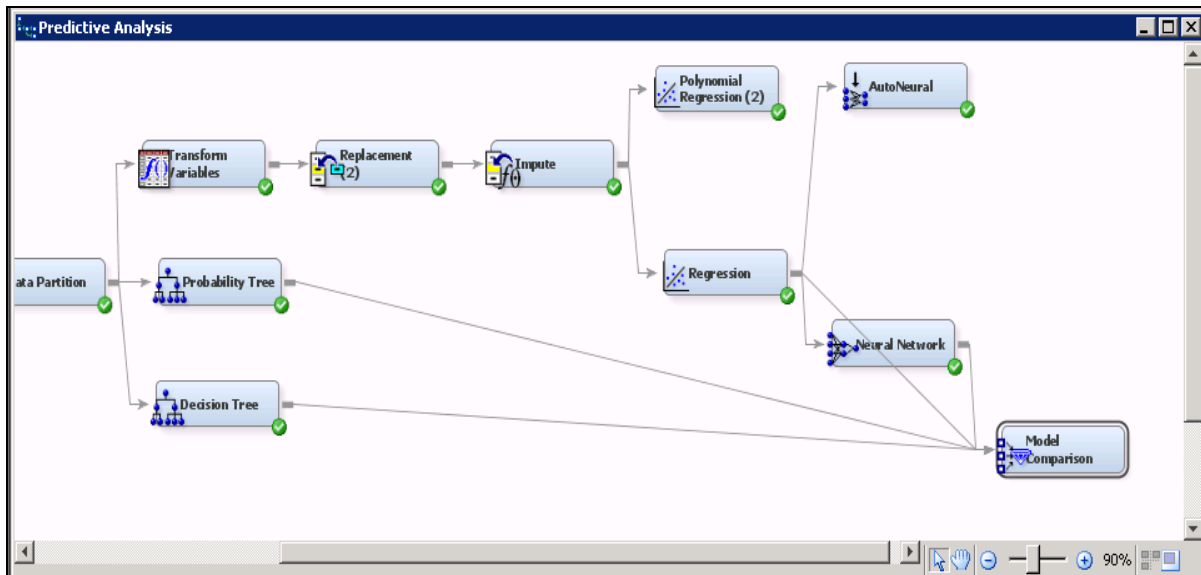 Predictive Analysis
Polynomial
Regression (2)
AutoNeural
Transform
Variables
Replacement
(2)
Impute
ata Partition
Probability Tree
Regression
Neural Network
Decision Tree
Model
Comparison
90%